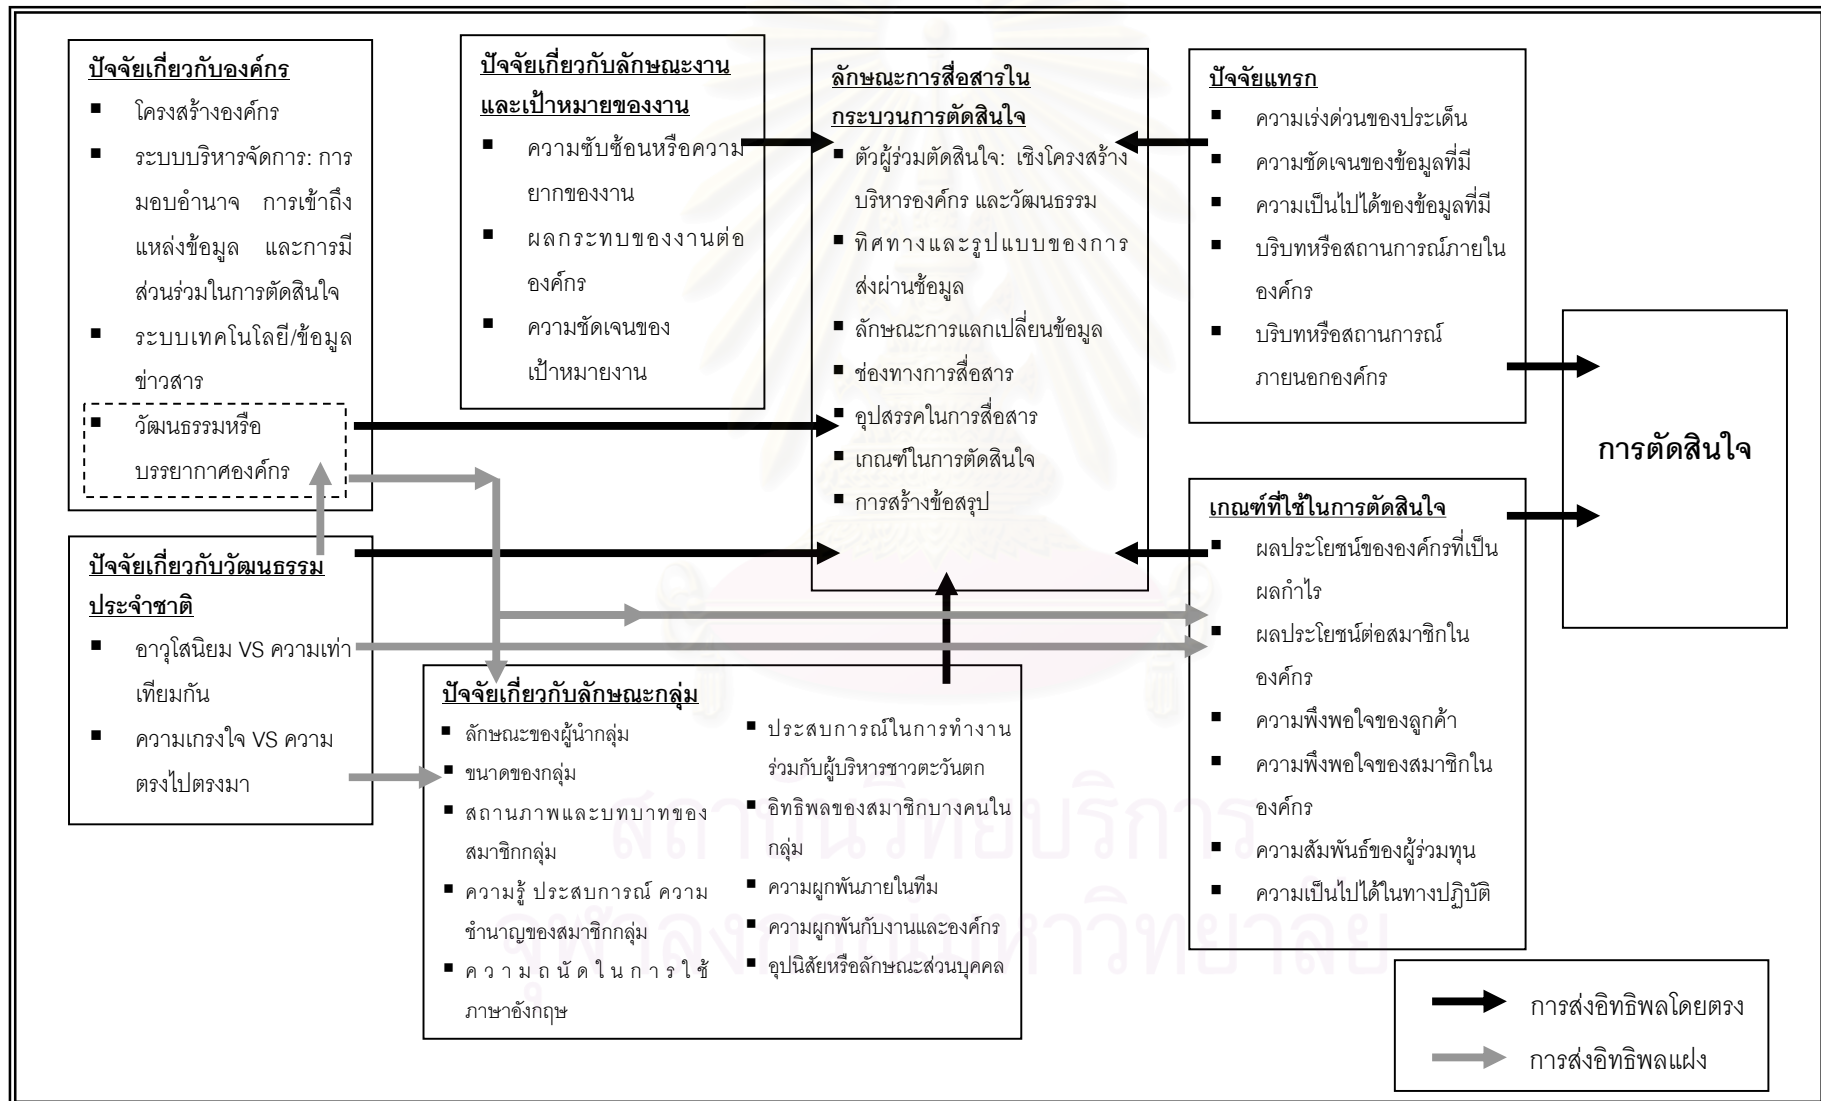 ปัจจัยเกี่ยวกับองค์กร
▪ โครงสร้างองค์กร
▪ ระบบบริหารจัดการ: การ
มอบอำนาจ การเข้าถึง
แหล่งข้อมูล และการมี
ส่วนร่วมในการตัดสินใจ
▪ ระบบเทคโนโลยี/ข้อมูล
ข่าวสาร
▪ วัฒนธรรมหรือ
บรรยากาศองค์กร
ปัจจัยเกี่ยวกับวัฒนธรรม
ประจำชาติ
▪ อาวุโสนิยม VS ความเท่า
เทียมกัน
▪ ความเกรงใจ VS ความ
ตรงไปตรงมา
ปัจจัยเกี่ยวกับลักษณะงาน
และเป้าหมายของงาน
▪ ความซับซ้อนหรือความ
ยากของงาน
▪ ผลกระทบของงานต่อ
องค์กร
▪ ความชัดเจนของ
เป้าหมายงาน
ลักษณะการสื่อสารใน
กระบวนการตัดสินใจ
▪ ตัวผู้ร่วมตัดสินใจ: เชิงโครงสร้าง
บริหารองค์กร และวัฒนธรรม
▪ ทิศทางและรูปแบบของการ
ส่งผ่านข้อมูล
▪ ลักษณะการแลกเปลี่ยนข้อมูล
▪ ช่องทางการสื่อสาร
▪ อุปสรรคในการสื่อสาร
▪ เกณฑ์ในการตัดสินใจ
▪ การสร้างข้อสรุป
ปัจจัยเกี่ยวกับลักษณะกลุ่ม
▪ ลักษณะของผู้นำกลุ่ม
▪ ขนาดของกลุ่ม
▪ สถานภาพและบทบาทของ
สมาชิกกลุ่ม
▪ ความรู้ ประสบการณ์ ความ
ชำนาญของสมาชิกกลุ่ม
▪ ความถนัดในการใช้
ภาษาอังกฤษ
▪ ประสบการณ์ในการทำงาน
ร่วมกับผู้บริหารชาวตะวันตก
▪ อิทธิพลของสมาชิกบางคนใน
กลุ่ม
▪ ความผูกพันภายในทีม
▪ ความผูกพันกับงานและองค์กร
▪ อุปนิสัยหรือลักษณะส่วนบุคคล
ปัจจัยแทรก
▪ ความเร่งด่วนของประเด็น
▪ ความชัดเจนของข้อมูลที่มี
▪ ความเป็นไปได้ของข้อมูลที่มี
▪ บริบทหรือสถานการณ์ภายใน
องค์กร
▪ บริบทหรือสถานการณ์
ภายนอกองค์กร
เกณฑ์ที่ใช้ในการตัดสินใจ
▪ ผลประโยชน์ขององค์กรที่เป็น
ผลกำไร
▪ ผลประโยชน์ต่อสมาชิกใน
องค์กร
▪ ความพึงพอใจของลูกค้า
▪ ความพึงพอใจของสมาชิกใน
องค์กร
▪ ความสัมพันธ์ของผู้ร่วมทุน
▪ ความเป็นไปได้ในทางปฏิบัติ
การตัดสินใจ
การส่งอิทธิพลโดยตรง
การส่งอิทธิพลแฝง
สถาบันวิทยบริการ
จุฬาลงกรณ์มหาวิทยาลัย